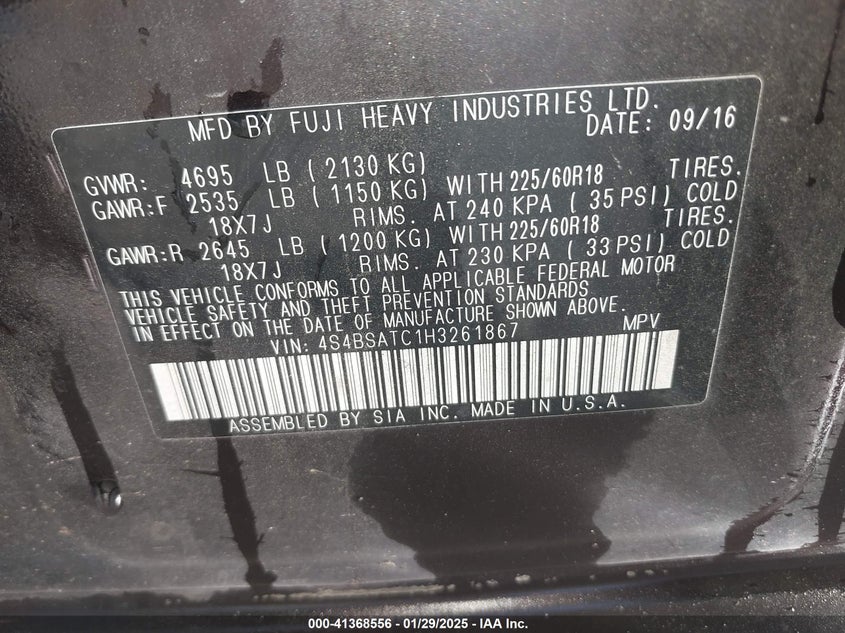 MFD BY FUJI HEAVY INDUSTRIES LTD.
DATE: 09/16
GVWR: 4695 LB ( 2130 KG)
GAWR:F 2535 LB ( 1150 KG) WITH 225/60R18 TIRES.
18X7J RIMS. AT 240 KPA ( 35 PSI) COLD
GAWR:R 2645 LB ( 1200 KG) WITH 225/60R18 TIRES.
18X7J RIMS. AT 230 KPA ( 33 PSI) COLD
THIS VEHICLE CONFORMS TO ALL APPLICABLE FEDERAL MOTOR
VEHICLE SAFETY AND THEFT PREVENTION STANDARDS
IN EFFECT ON THE DATE OF MANUFACTURE SHOWN ABOVE.
VIN: 4S4BSATC1H3261867 MPV
ASSEMBLED BY SIA INC. MADE IN U.S.A.
000-41368556 - 01/29/2025 - IAA Inc.